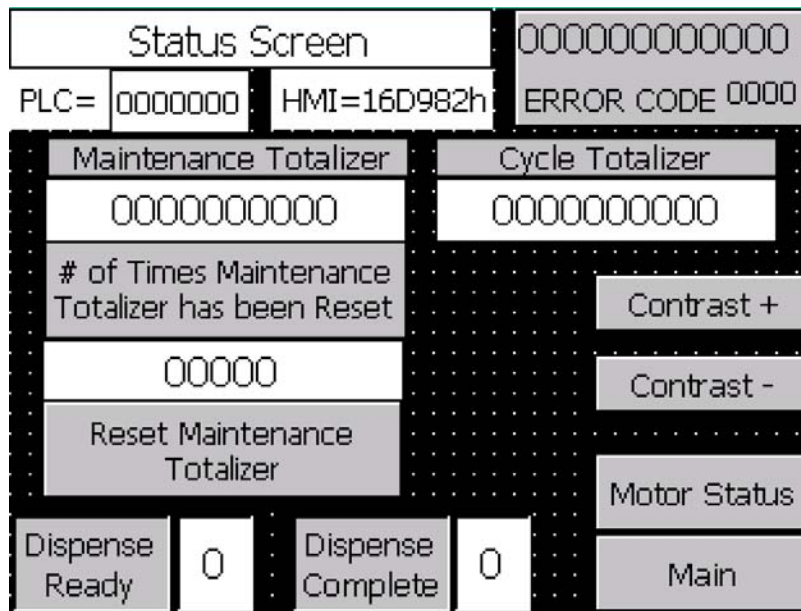 Status Screen
000000000000
PLC= 0000000
HMI=16D982h
ERROR CODE 0000
Maintenance Totalizer
Cycle Totalizer
0000000000
0000000000
# of Times Maintenance
Totalizer has been Reset
Contrast +
00000
Contrast -
Reset Maintenance
Totalizer
Motor Status
Dispense
Ready
0
Dispense
Complete
0
Main